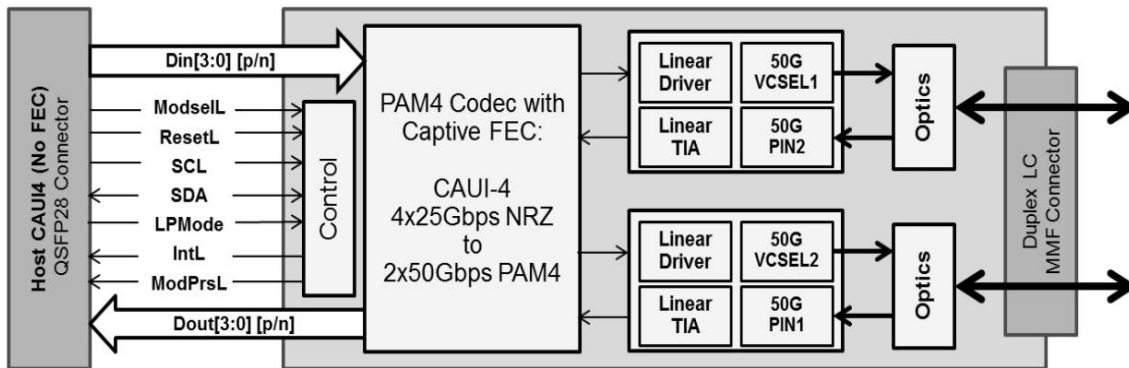 Host CAUI4 (No FEC)
QSFP28 Connector
Din[3:0] [p/n]
ModselL
ResetL
SCL
SDA
LPMode
IntL
ModPrsL
Dout[3:0] [p/n]
Control
PAM4 Codec with
Captive FEC:
CAUI-4
4x25Gbps NRZ
to
2x50Gbps PAM4
Linear
Driver
50G
VCSEL1
Linear
TIA
50G
PIN2
Optics
Linear
Driver
50G
VCSEL2
Linear
TIA
50G
PIN1
Optics
Duplex LC
MMF Connector